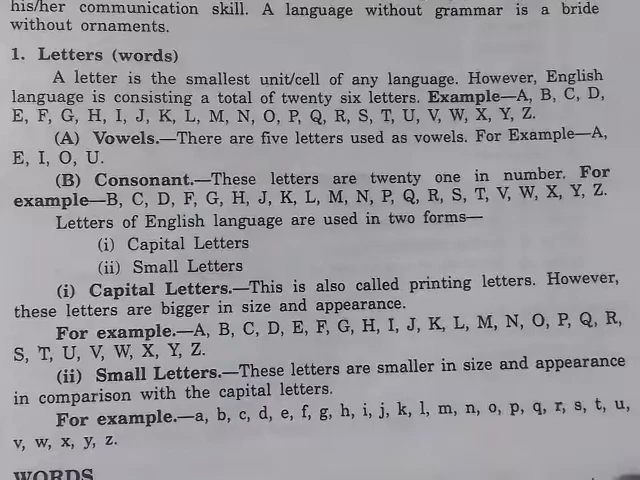 his/her communication skill. A language without grammar is a bride
without ornaments.
1. Letters (words)
A letter is the smallest unit/cell of any language. However, English
language is consisting a total of twenty six letters. Example—A, B, C, D,
E, F, G, H, I, J, K, L, M, N, O, P, Q, R, S, T, U, V, W, X, Y, Z.
(A) Vowels.—There are five letters used as vowels. For Example—A,
E, I, O, U.
(B) Consonant.—These letters are twenty one in number. For
example—B, C, D, F, G, H, J, K, L, M, N, P, Q, R, S, T, V, W, X, Y, Z.
Letters of English language are used in two forms—
(i) Capital Letters
(ii) Small Letters
(i) Capital Letters.—This is also called printing letters. However,
these letters are bigger in size and appearance.
For example.—A, B, C, D, E, F, G, H, I, J, K, L, M, N, O, P, Q, R,
S, T, U, V, W, X, Y, Z.
(ii) Small Letters.—These letters are smaller in size and appearance
in comparison with the capital letters.
For example.—a, b, c, d, e, f, g, h, i, j, k, l, m, n, o, p, q, r, s, t, u,
v, w, x, y, z.
WORDS